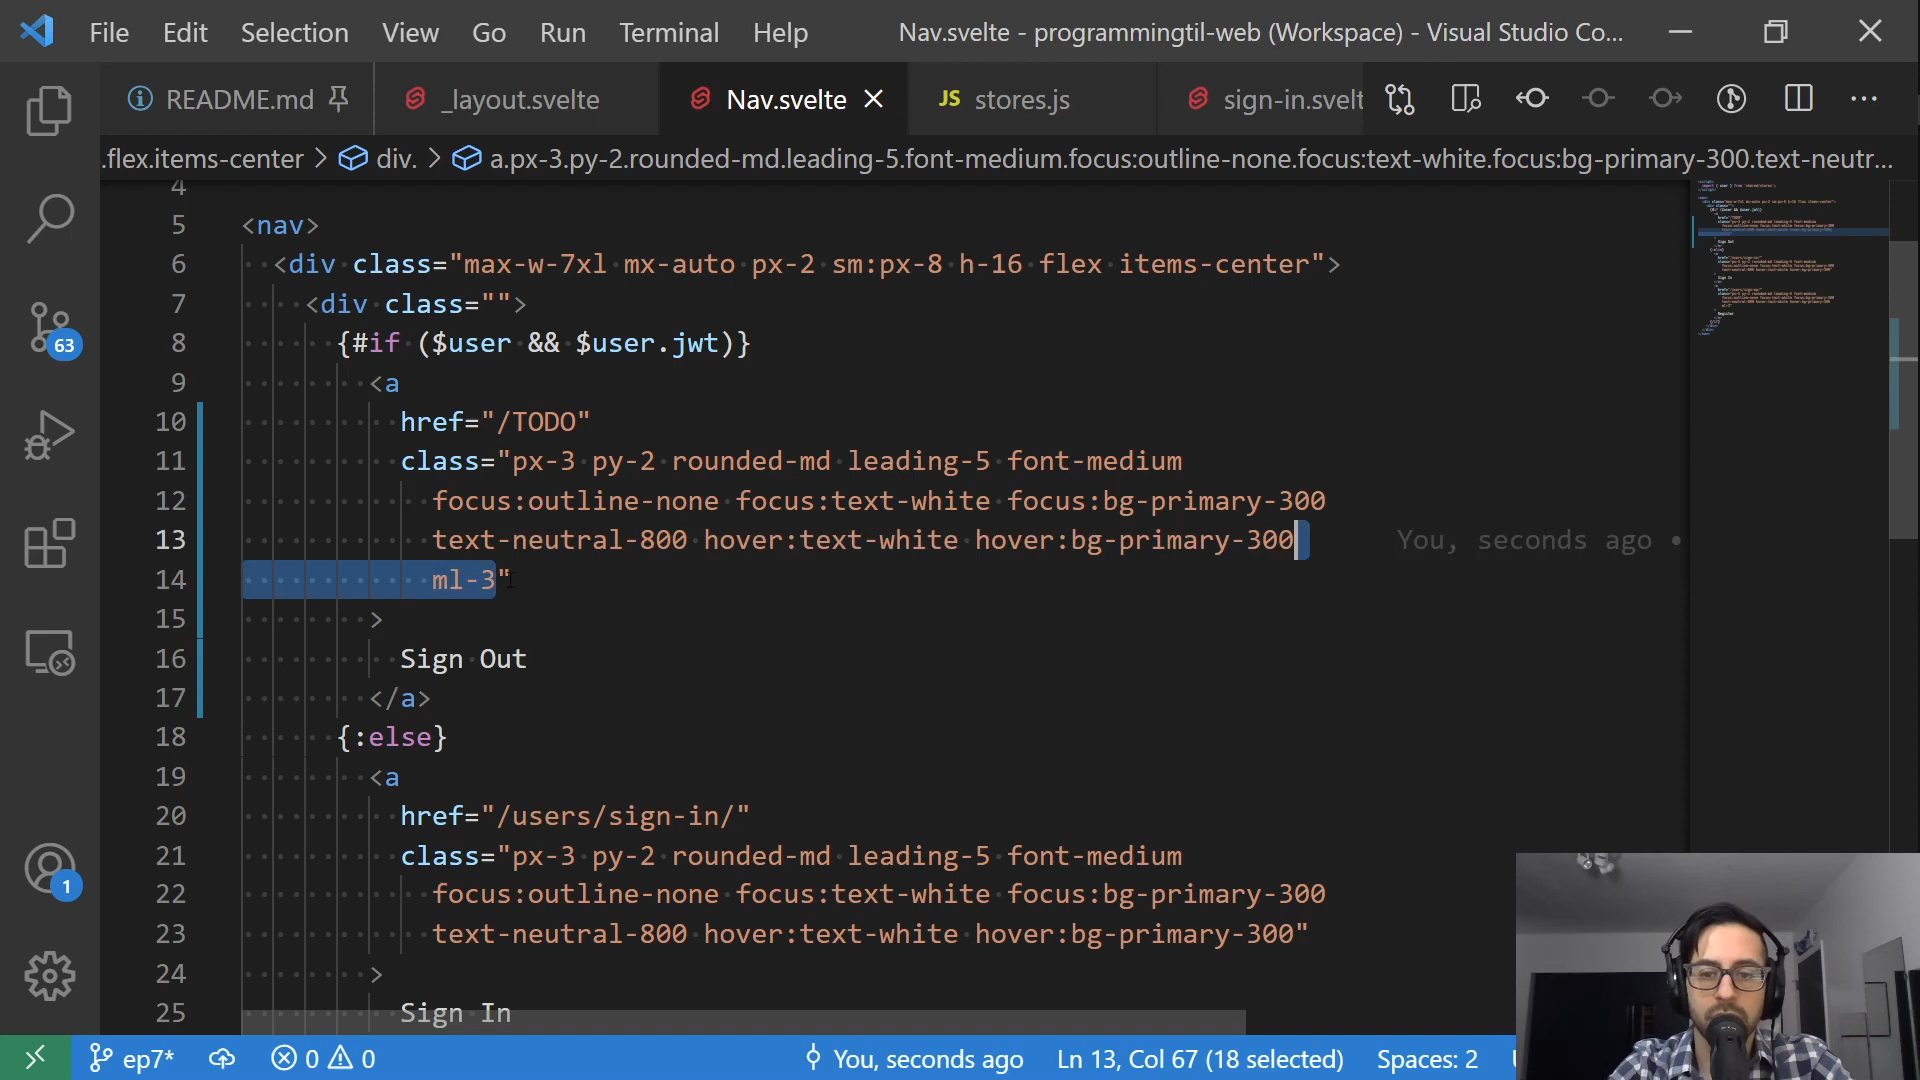 File Edit Selection View Go Run Terminal Help Nav.svelte - programmingtil-web (Workspace) - Visual Studio Co...
README.md _layout.svelte Nav.svelte JS stores.js sign-in.svelt
.flex.items-center > div. > a.px-3.py-2.rounded-md.leading-5.font-medium.focus:outline-none.focus:text-white.focus:bg-primary-300.text-neutr...
4
5 <nav>
6 <div class="max-w-7xl mx-auto px-2 sm:px-8 h-16 flex items-center">
7 <div class="">
8 {#if ($user && $user.jwt)}
9 <a
10 href="/TODO"
11 class="px-3 py-2 rounded-md leading-5 font-medium
12 focus:outline-none focus:text-white focus:bg-primary-300
13 text-neutral-800 hover:text-white hover:bg-primary-300 You, seconds ago •
14 ml-3"
15 >
16 Sign Out
17 </a>
18 {:else}
19 <a
20 href="/users/sign-in/"
21 class="px-3 py-2 rounded-md leading-5 font-medium
22 focus:outline-none focus:text-white focus:bg-primary-300
23 text-neutral-800 hover:text-white hover:bg-primary-300"
24 >
25 Sign In
63
1
ep7* 0 0 You, seconds ago Ln 13, Col 67 (18 selected) Spaces: 2